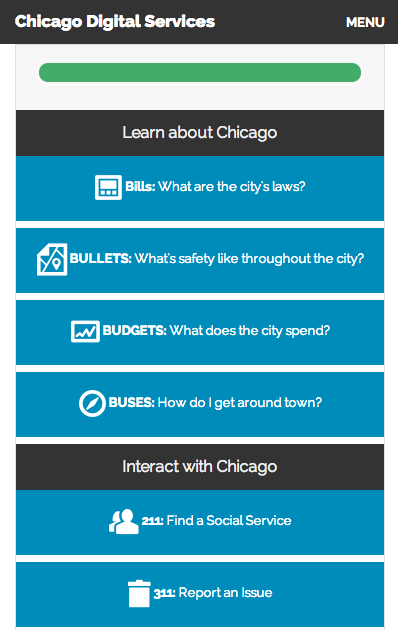 Chicago Digital Services MENU
Learn about Chicago
Bills: What are the city's laws?
BULLETS: What's safety like throughout the city?
BUDGETS: What does the city spend?
BUSES: How do I get around town?
Interact with Chicago
211: Find a Social Service
311: Report an Issue